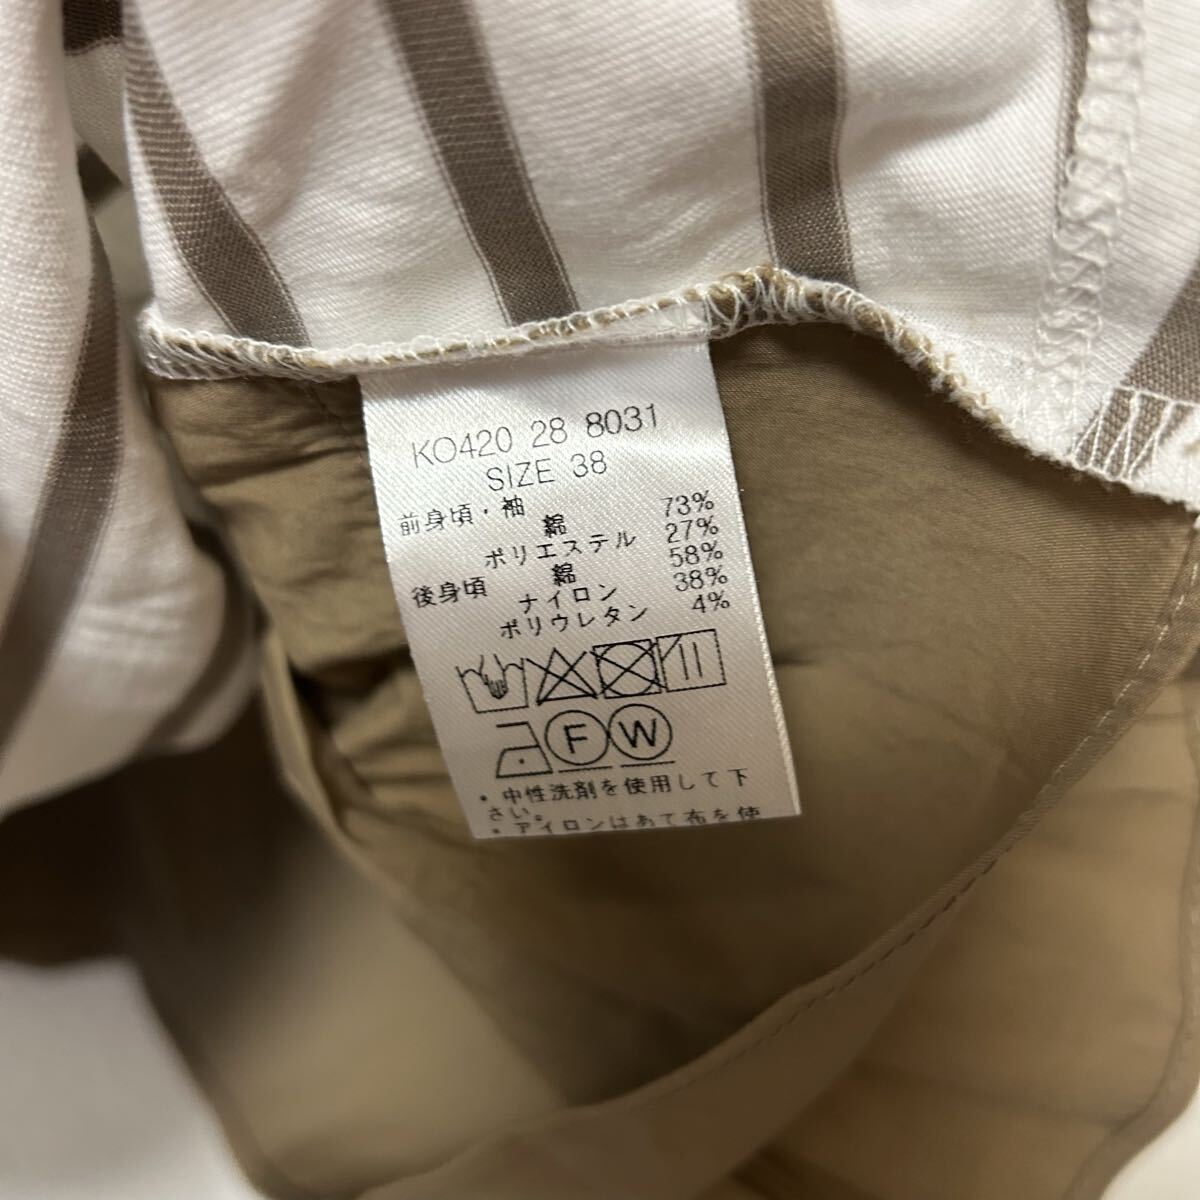 KO420 28 8031
SIZE 38
前身頃・袖
綿 73%
ポリエステル 27%
後身頃 綿 58%
ナイロン 38%
ポリウレタン 4%
F W
・中性洗剤を使用して下
さい。
・アイロンはあて布を使